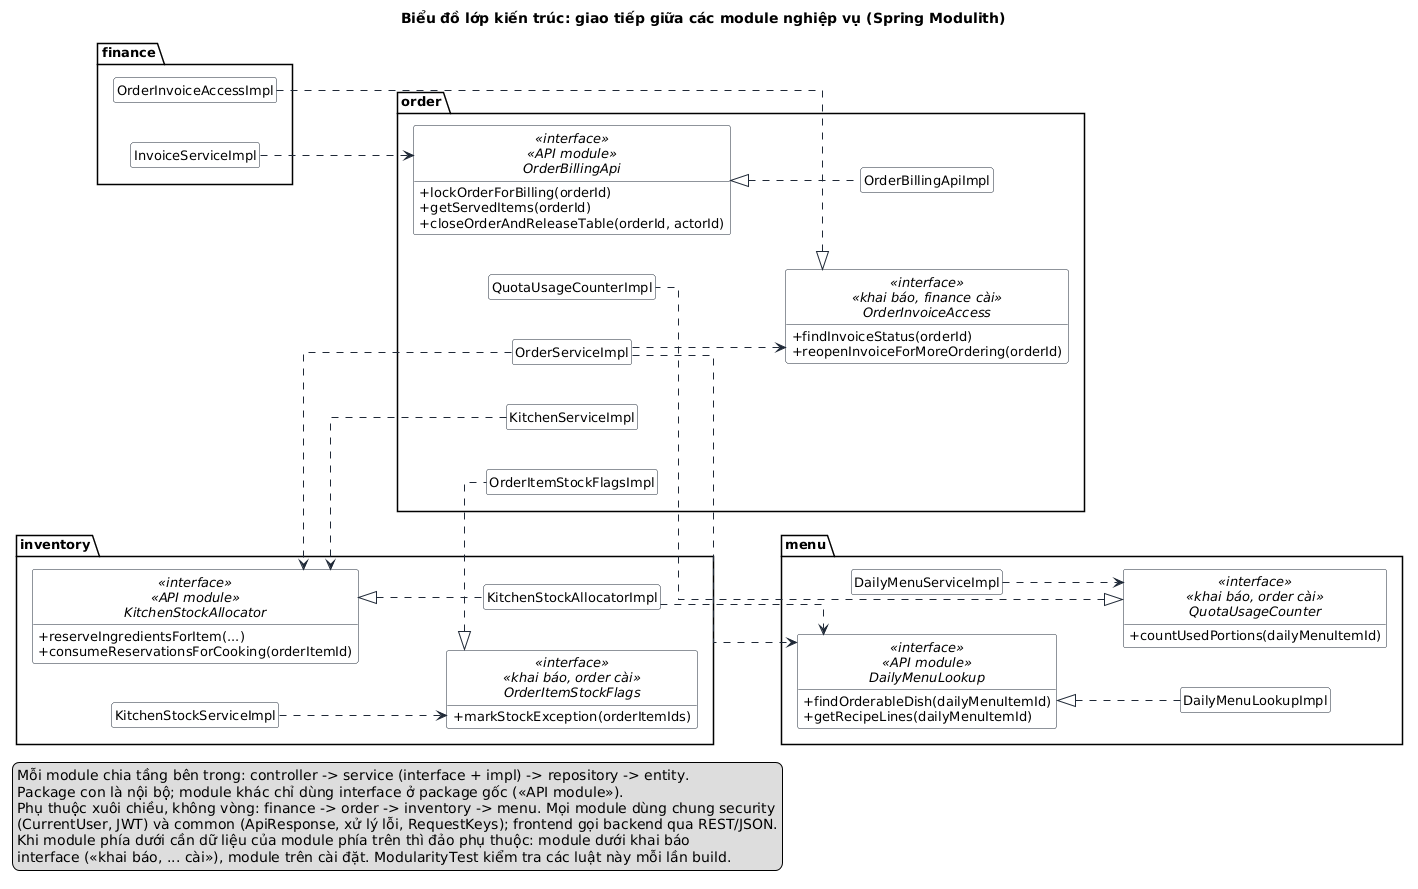 Biểu đồ lớp kiến trúc: giao tiếp giữa các module nghiệp vụ (Spring Modulith)
finance
OrderInvoiceAccessImpl
InvoiceServiceImpl
order
«interface»
«API module»
OrderBillingApi
+lockOrderForBilling(orderId)
+getServedItems(orderId)
+closeOrderAndReleaseTable(orderId, actorId)
OrderBillingApiImpl
QuotaUsageCounterImpl
«interface»
«khai báo, finance cài»
OrderInvoiceAccess
+findInvoiceStatus(orderId)
+reopenInvoiceForMoreOrdering(orderId)
OrderServiceImpl
KitchenServiceImpl
OrderItemStockFlagsImpl
inventory
«interface»
«API module»
KitchenStockAllocator
+reserveIngredientsForItem(...)
+consumeReservationsForCooking(orderItemId)
KitchenStockAllocatorImpl
«interface»
«khai báo, order cài»
OrderItemStockFlags
+markStockException(orderItemIds)
KitchenStockServiceImpl
menu
DailyMenuServiceImpl
«interface»
«khai báo, order cài»
QuotaUsageCounter
+countUsedPortions(dailyMenuItemId)
«interface»
«API module»
DailyMenuLookup
+findOrderableDish(dailyMenuItemId)
+getRecipeLines(dailyMenuItemId)
DailyMenuLookupImpl
Mỗi module chia tầng bên trong: controller -> service (interface + impl) -> repository -> entity.
Package con là nội bộ; module khác chỉ dùng interface ở package gốc («API module»).
Phụ thuộc xuôi chiều, không vòng: finance -> order -> inventory -> menu. Mọi module dùng chung security
(CurrentUser, JWT) và common (ApiResponse, xử lý lỗi, RequestKeys); frontend gọi backend qua REST/JSON.
Khi module phía dưới cần dữ liệu của module phía trên thì đảo phụ thuộc: module dưới khai báo
interface («khai báo, ... cài»), module trên cài đặt. ModularityTest kiểm tra các luật này mỗi lần build.